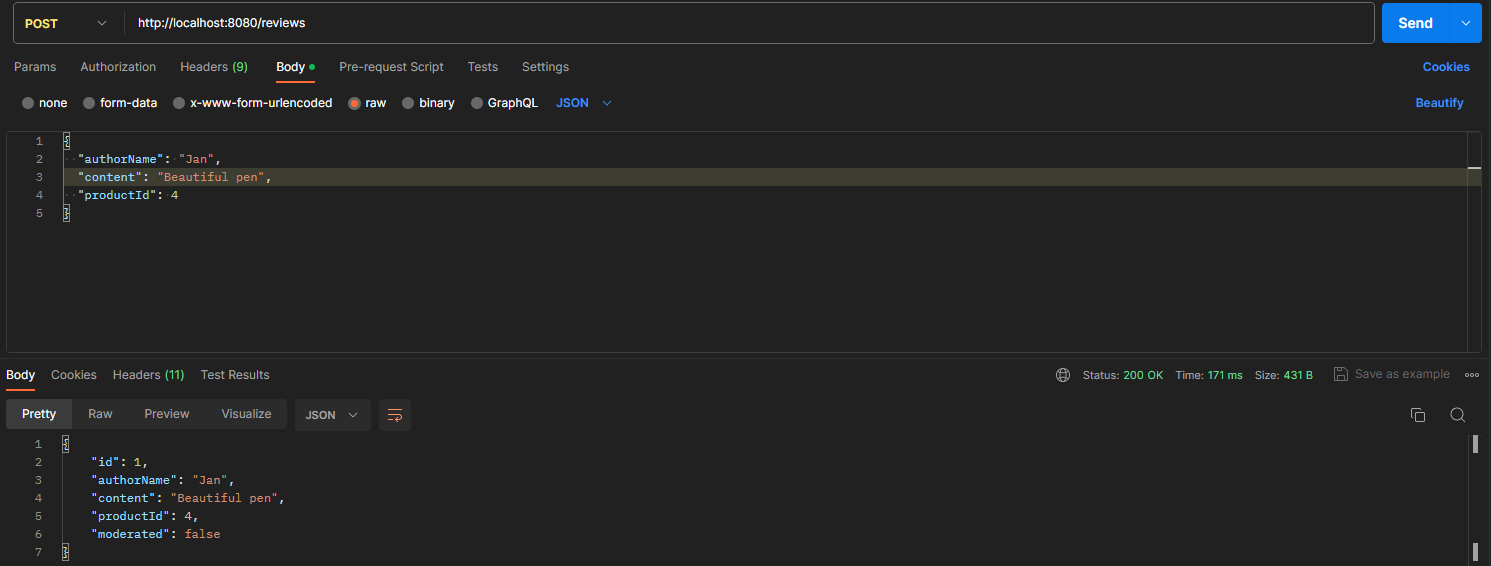 POST http://localhost:8080/reviews Send
Params Authorization Headers (9) Body Pre-request Script Tests Settings Cookies
none form-data x-www-form-urlencoded raw binary GraphQL JSON Beautify
1 {
2 "authorName": "Jan",
3 "content": "Beautiful pen",
4 "productId": 4
5 }
Body Cookies Headers (11) Test Results Status: 200 OK Time: 171 ms Size: 431 B Save as example
Pretty Raw Preview Visualize JSON
1 {
2 "id": 1,
3 "authorName": "Jan",
4 "content": "Beautiful pen",
5 "productId": 4,
6 "moderated": false
7 }